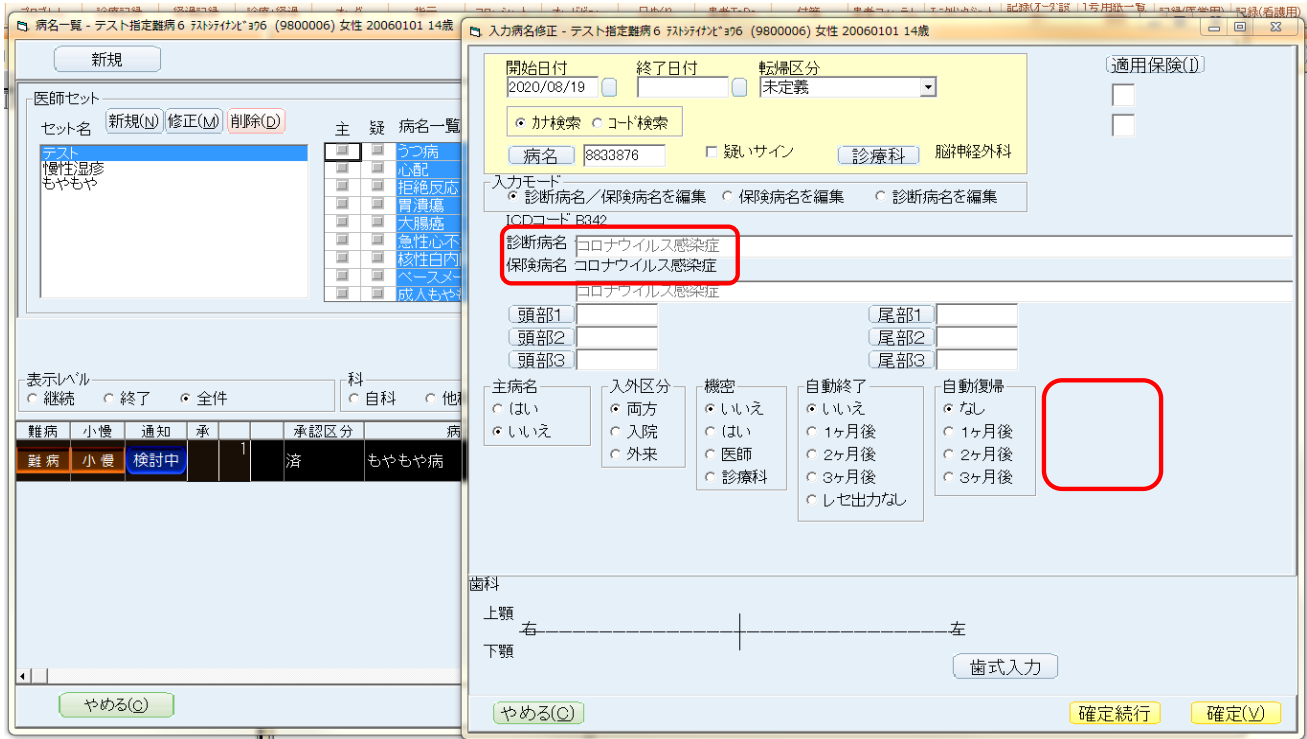 病名一覧 - テスト指定難病６ ﾃｽﾄｼﾃｲﾅﾝﾋﾞｮｳ6 (9800006) 女性 20060101 14歳
新規
医師セット
セット名 新規(N) 修正(M) 削除(D)
主 疑 病名一覧
テスト
慢性湿疹
もやもや
うつ病
心配
拒絶反応
胃潰瘍
大腸癌
急性心不
核性白内
ペースメー
成人もやも
表示レベル
継続 終了 全件
科
自科
難病 小慢 通知 承 承認区分 病
難病 小慢 検討中 1 済 もやもや病
やめる(C)
入力病名修正 - テスト指定難病６ ﾃｽﾄｼﾃｲﾅﾝﾋﾞｮｳ6 (9800006) 女性 20060101 14歳
開始日付 終了日付 転帰区分
2020/08/19 未定義
適用保険(I)
カナ検索 コード検索
病名 8833876 疑いサイン 診療科 脳神経外科
入力モード
診断病名／保険病名を編集 保険病名を編集 診断病名を編集
ICDコード B342
診断病名 コロナウイルス感染症
保険病名 コロナウイルス感染症
コロナウイルス感染症
頭部1 尾部1
頭部2 尾部2
頭部3 尾部3
主病名
はい
いいえ
入外区分
両方
入院
外来
機密
いいえ
はい
医師
診療科
自動終了
いいえ
1ヶ月後
2ヶ月後
3ヶ月後
レセ出力なし
自動復帰
なし
1ヶ月後
2ヶ月後
3ヶ月後
歯科
上顎
右 左
下顎
歯式入力
やめる(C) 確定続行 確定(V)